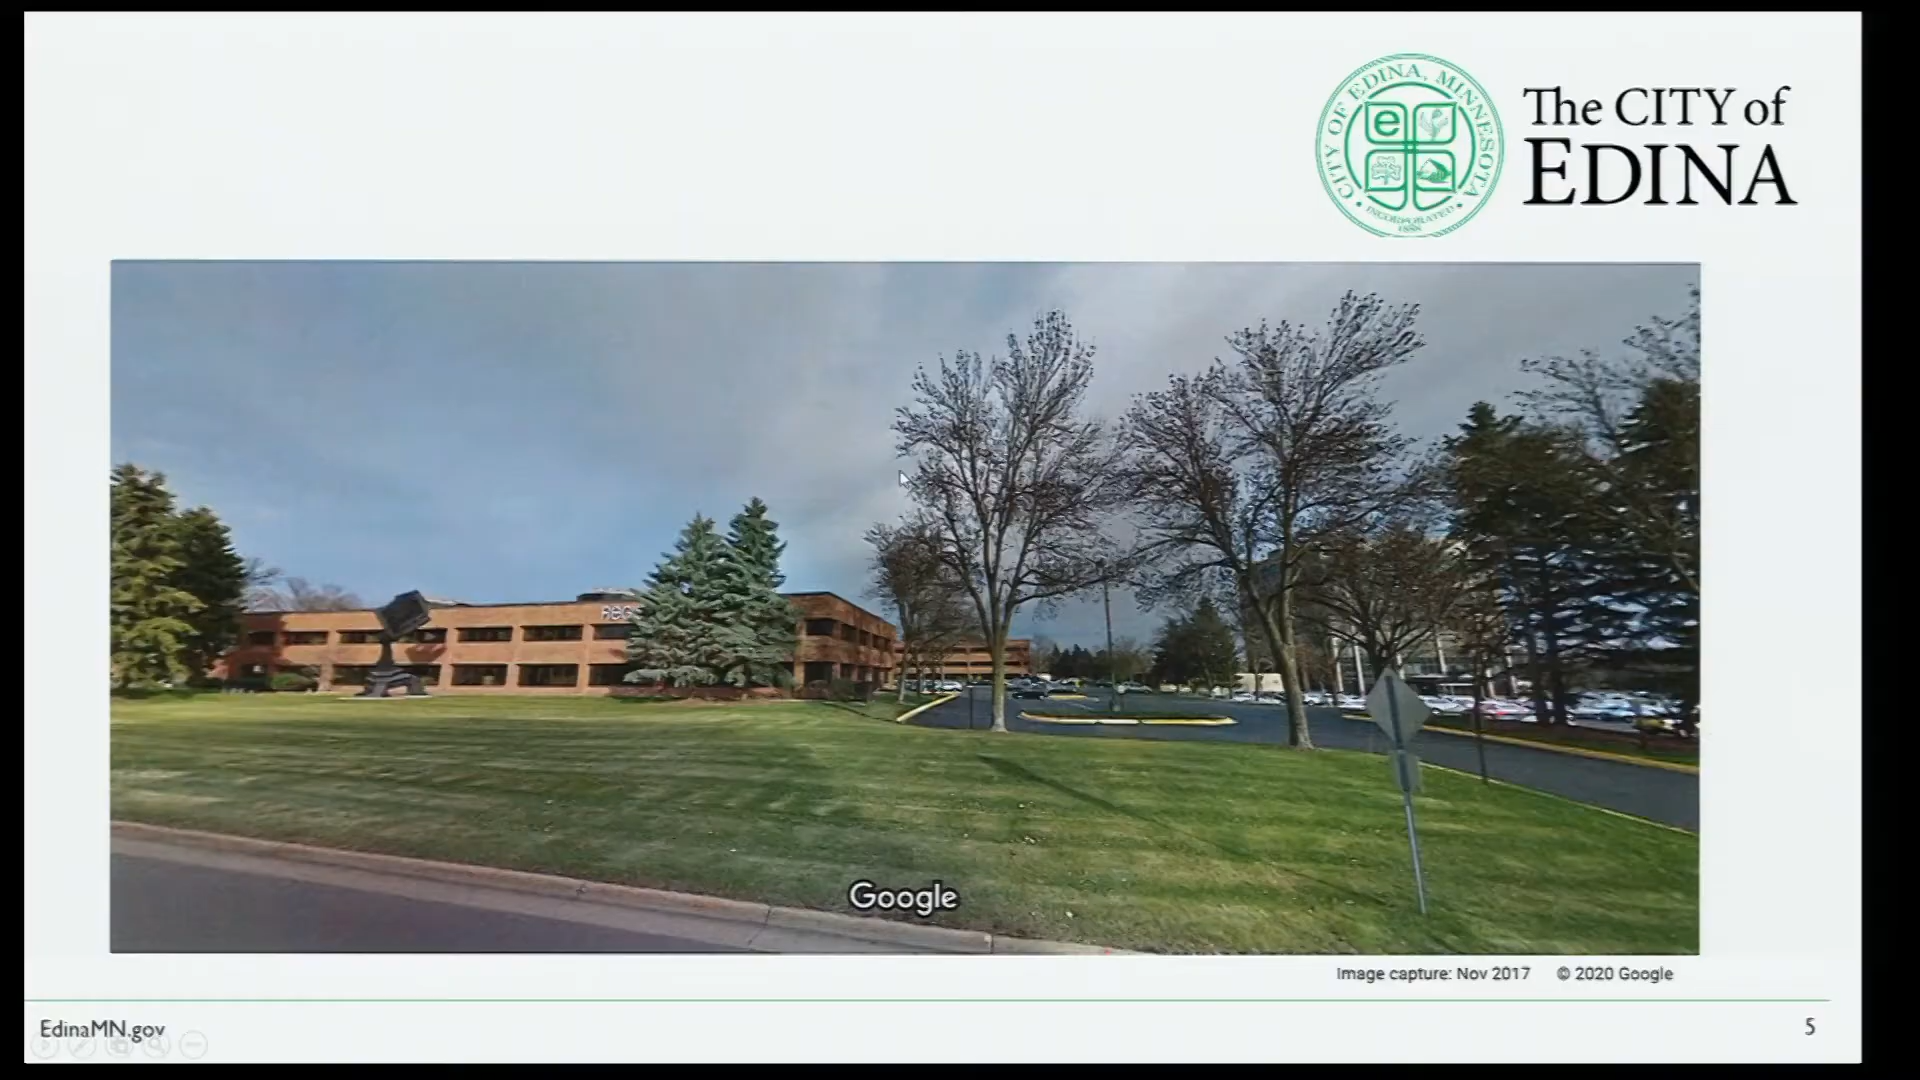 CITY OF EDINA, MINNESOTA
e
INCORPORATED
1888
The CITY of
EDINA
Google
Image capture: Nov 2017 © 2020 Google
EdinaMN.gov
5